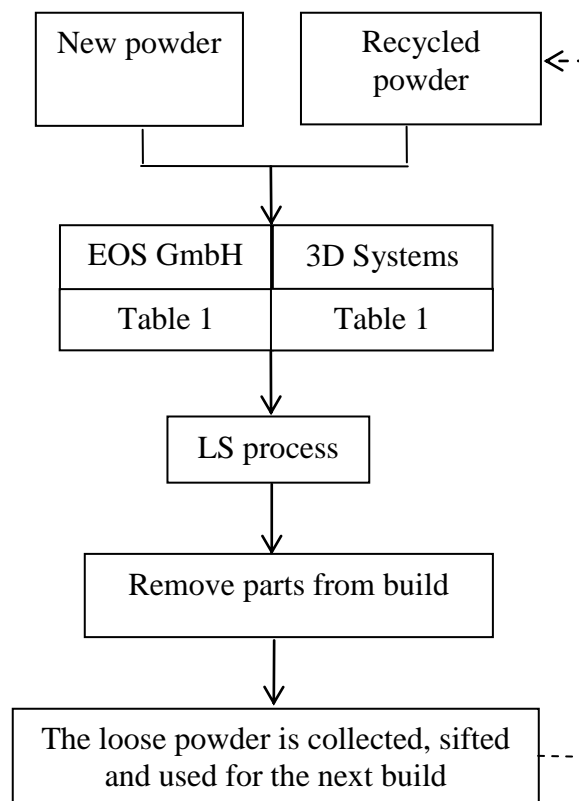 New powder
Recycled
powder
EOS GmbH
3D Systems
Table 1
Table 1
LS process
Remove parts from build
The loose powder is collected, sifted
and used for the next build